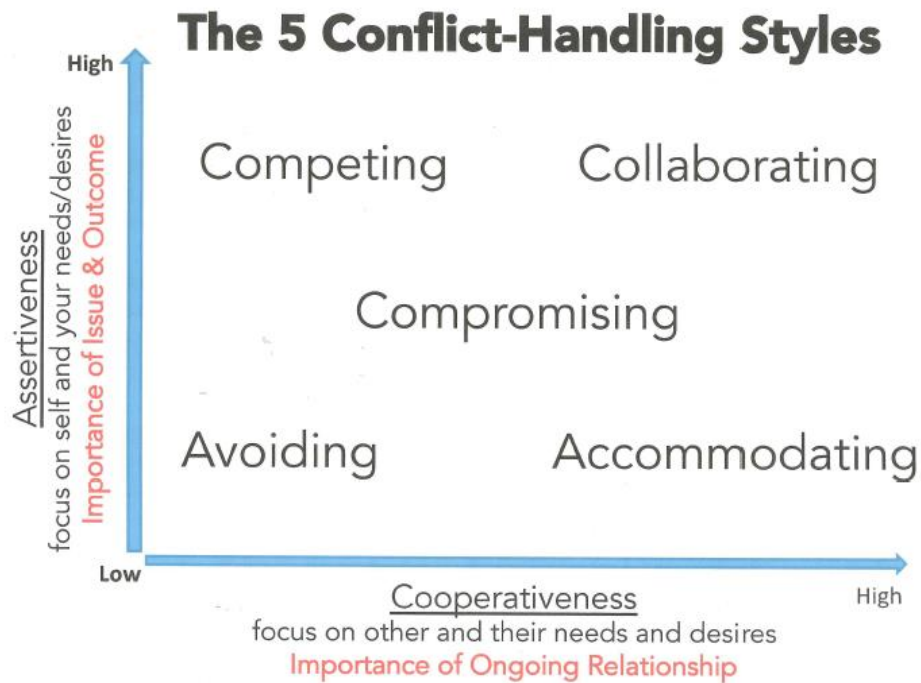 The 5 Conflict-Handling Styles
High
Assertiveness
focus on self and your needs/desires
Importance of Issue & Outcome
Competing
Collaborating
Compromising
Avoiding
Accommodating
Low
High
Cooperativeness
focus on other and their needs and desires
Importance of Ongoing Relationship